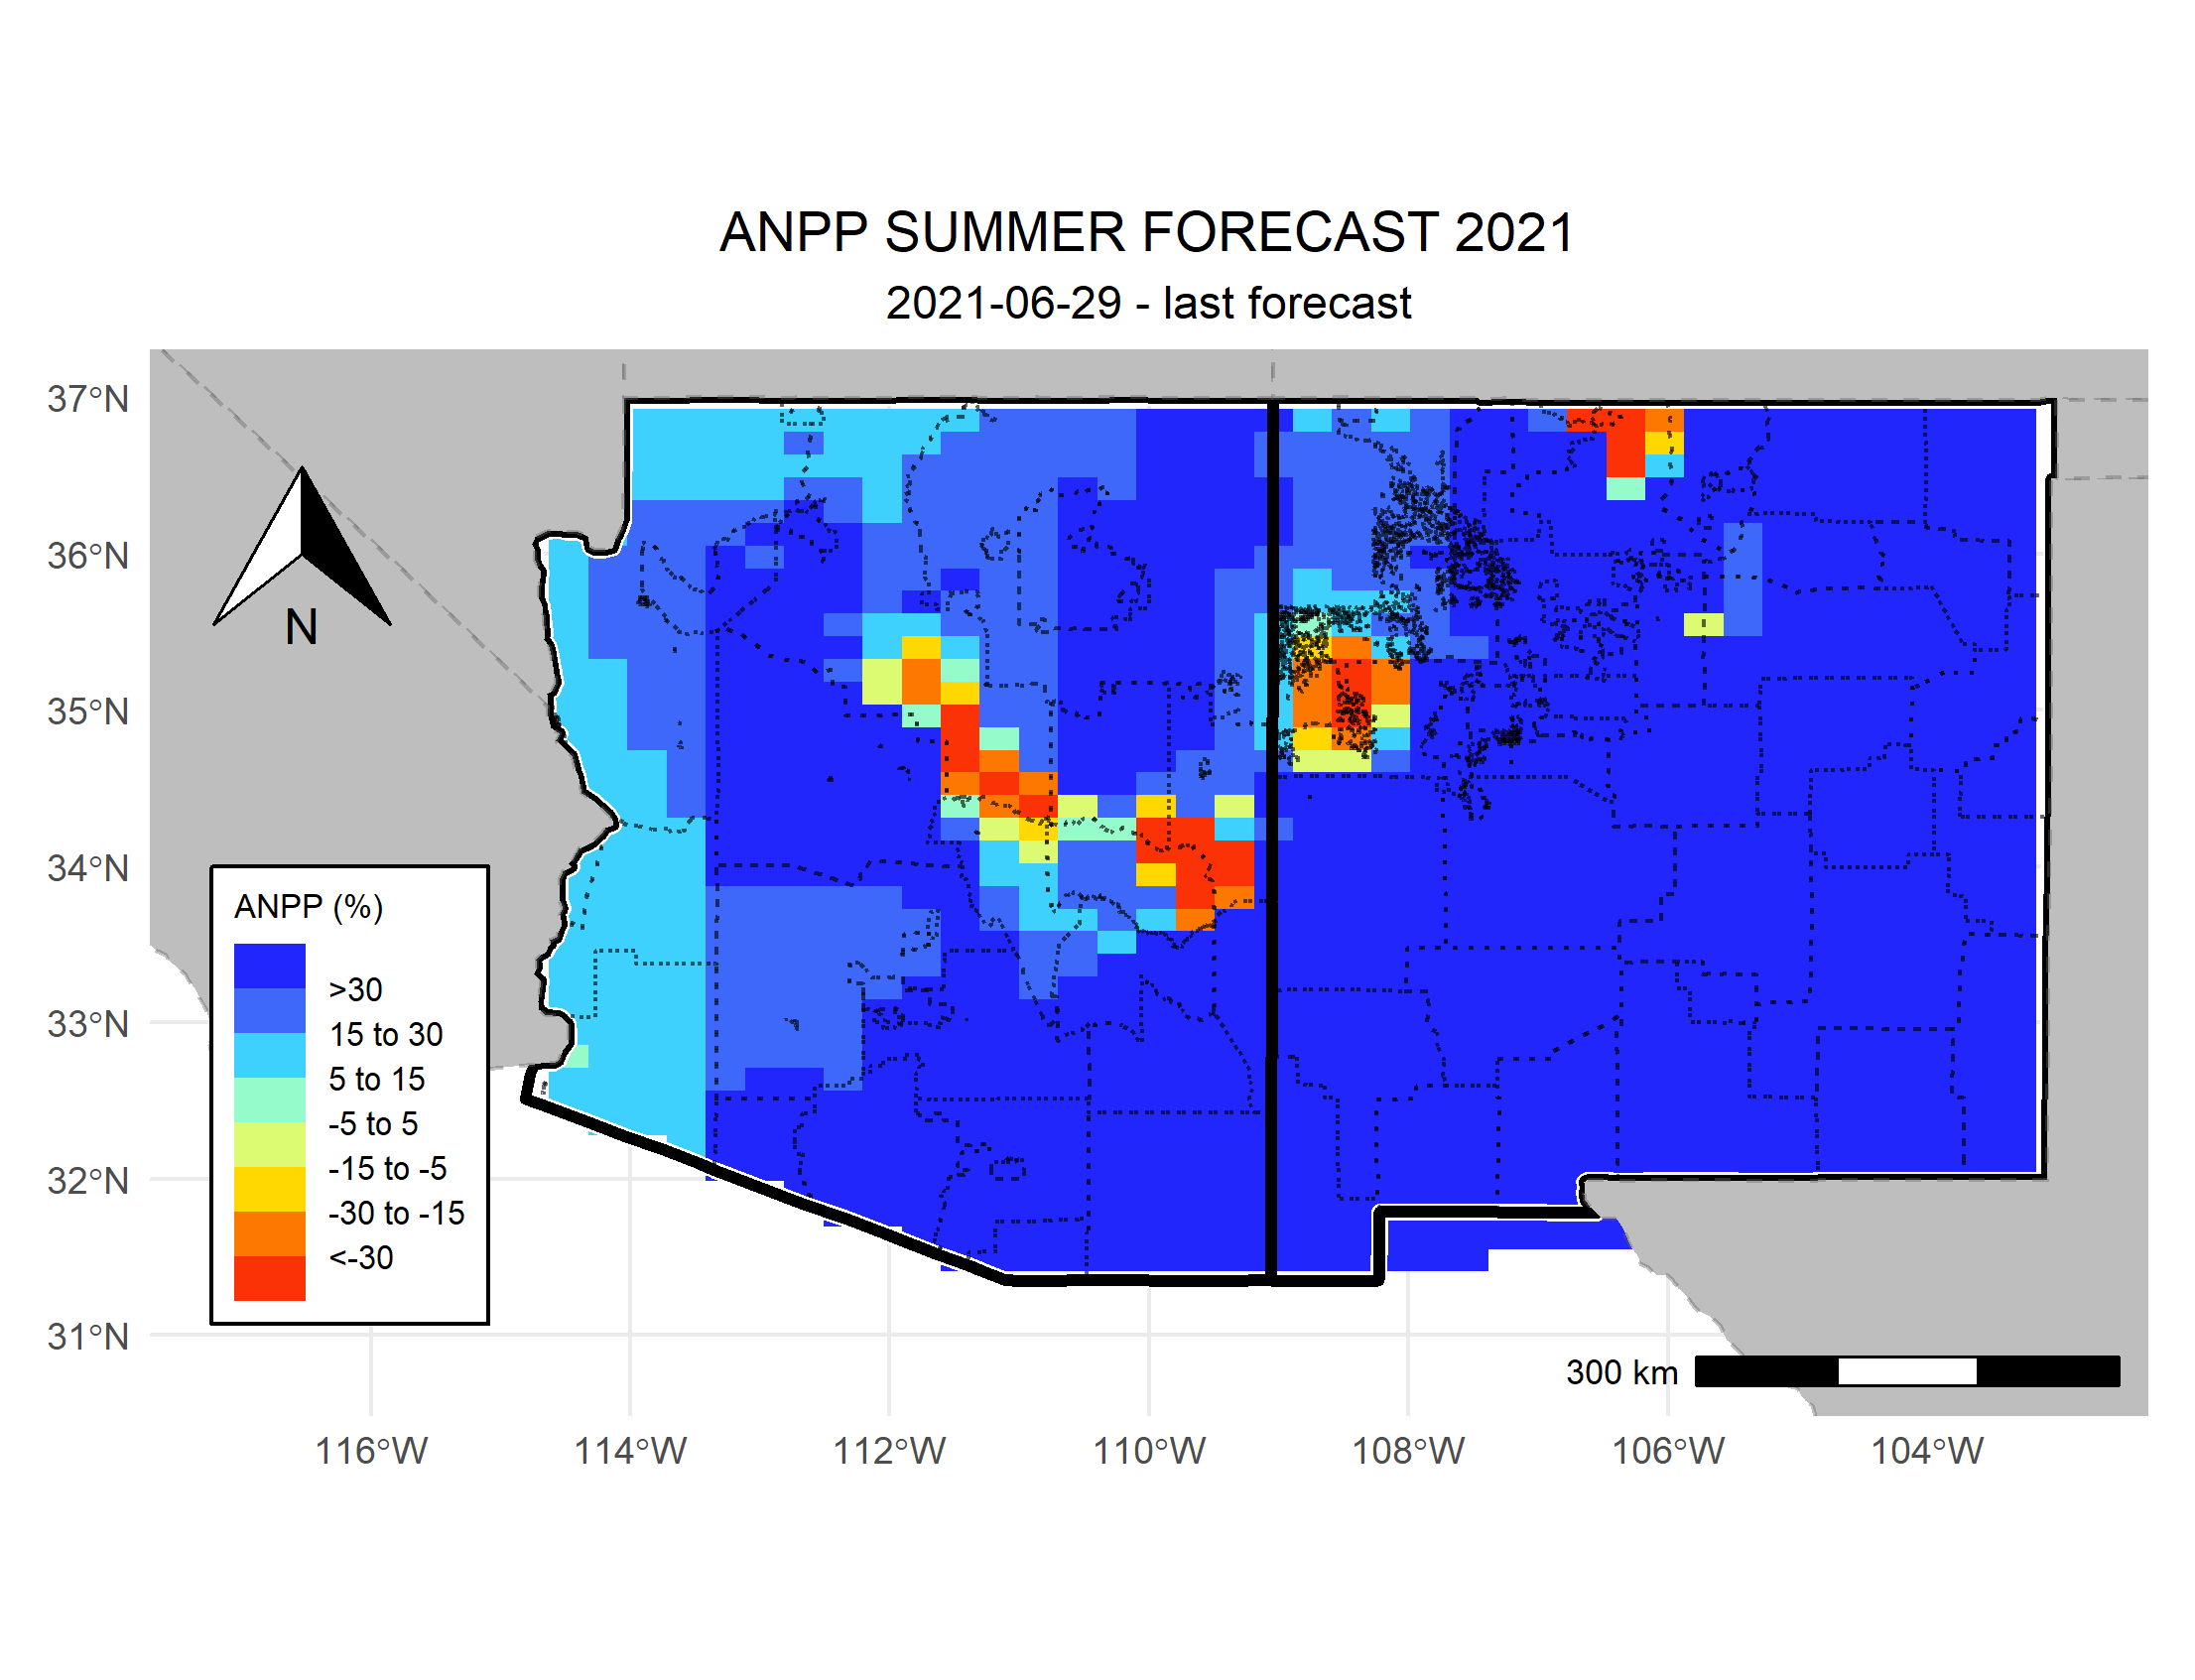 ANPP SUMMER FORECAST 2021
2021-06-29 - last forecast
37°N
36°N
35°N
34°N
33°N
32°N
31°N
N
ANPP (%)
>30
15 to 30
5 to 15
-5 to 5
-15 to -5
-30 to -15
<-30
300 km
116°W 114°W 112°W 110°W 108°W 106°W 104°W